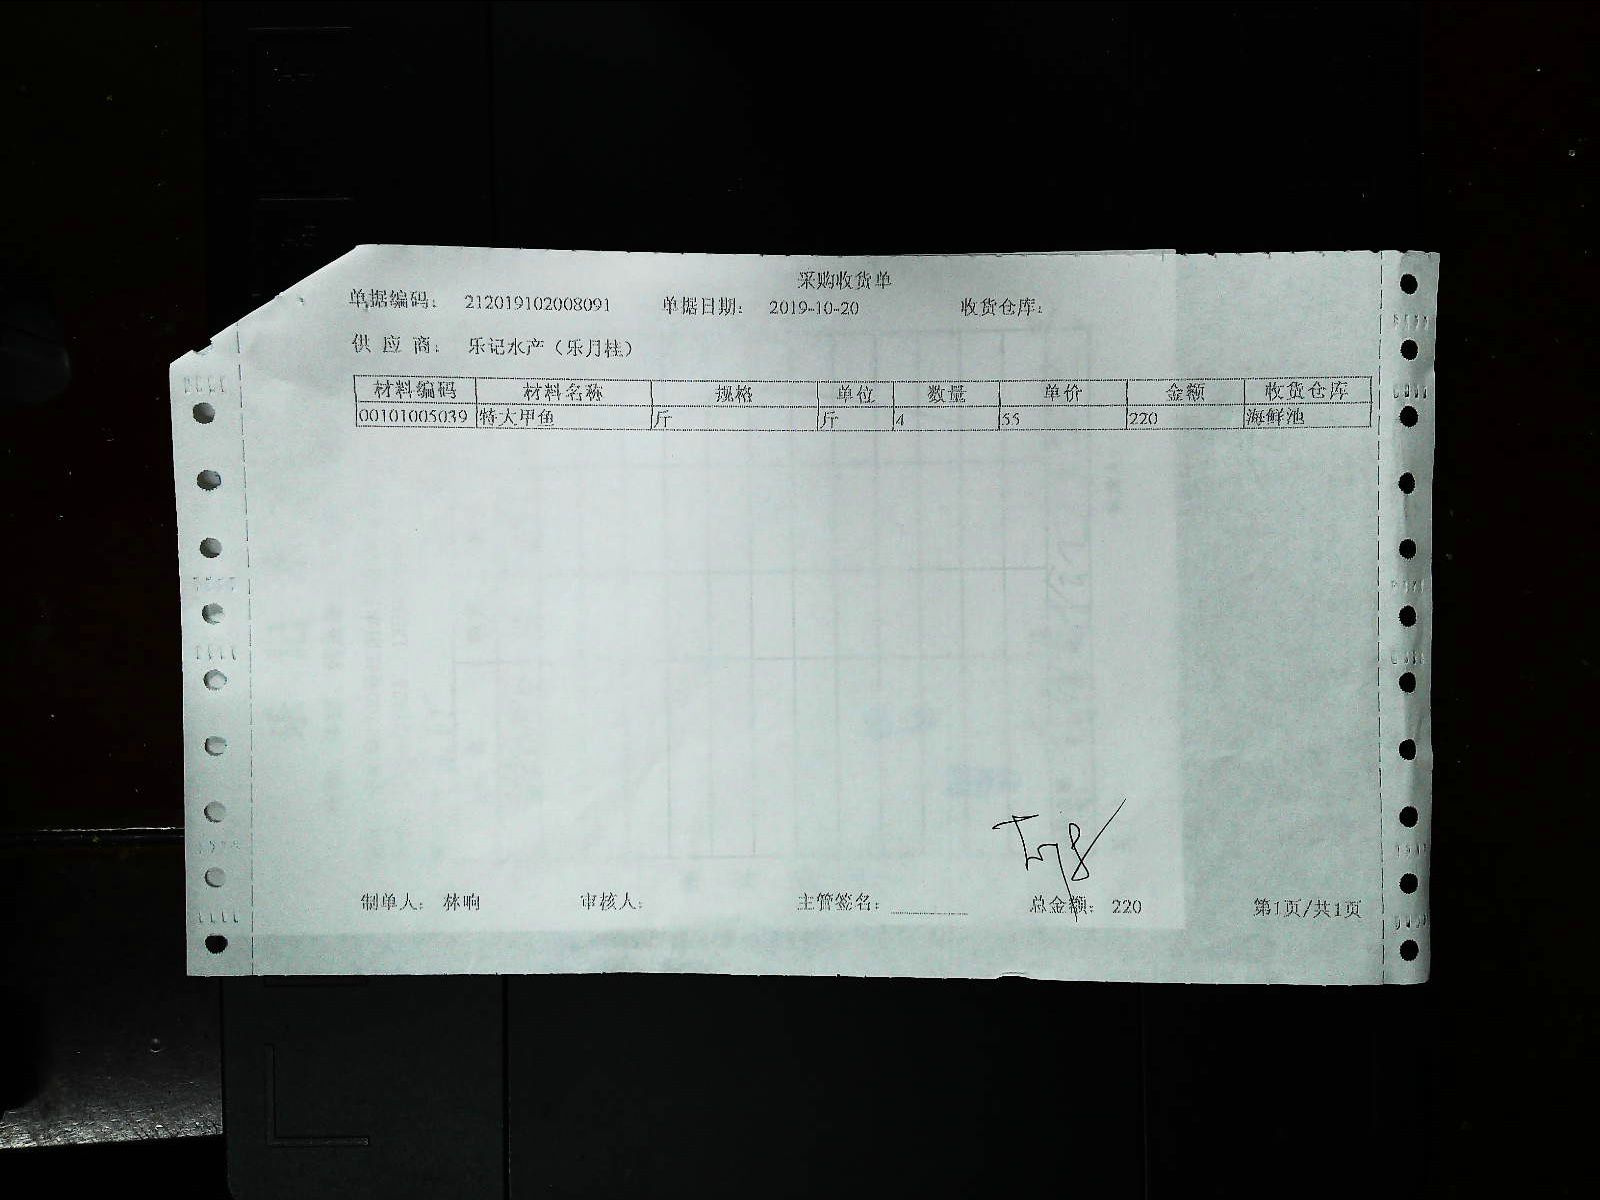 采购收货单
单据编码： 212019102008091 单据日期： 2019-10-20 收货仓库：
供 应 商： 乐记水产（乐月桂）
材料编码 材料名称 规格 单位 数量 单价 金额 收货仓库
00101005039 特大甲鱼 斤 斤 4 55 220 海鲜池
制单人： 林响 审核人： 主管签名： 总金额： 220 第1页/共1页